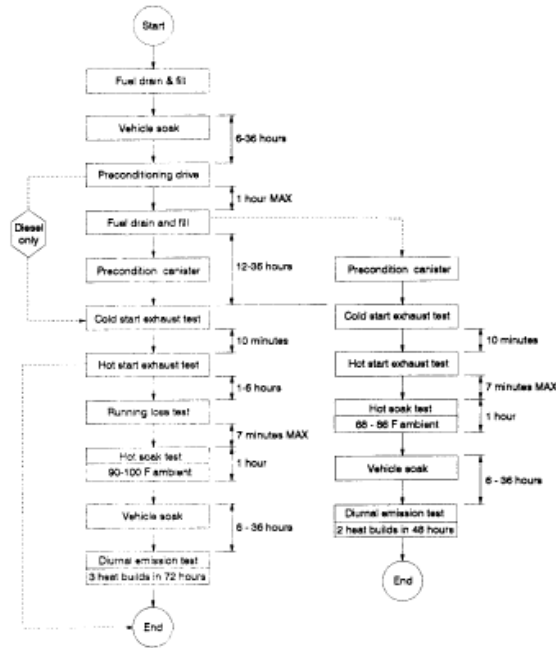 Start
Fuel drain & fill
Vehicle soak
6-36 hours
Preconditioning drive
1 hour MAX
Diesel
only
Fuel drain and fill
12-36 hours
Precondition canister
Precondition canister
Cold start exhaust test
Cold start exhaust test
10 minutes
10 minutes
Hot start exhaust test
Hot start exhaust test
1-6 hours
7 minutes MAX
Running loss test
Hot soak test
68 - 86 F ambient
1 hour
7 minutes MAX
Hot soak test
90-100 F ambient
1 hour
Vehicle soak
6 - 36 hours
Vehicle soak
6 - 36 hours
Diurnal emission test
2 heat builds in 48 hours
Diurnal emission test
3 heat builds in 72 hours
End
End